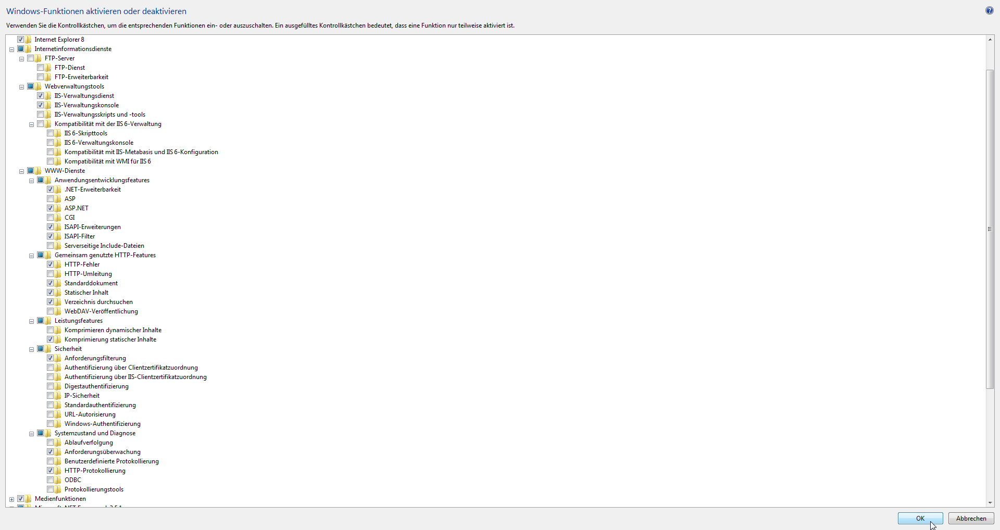 Windows-Funktionen aktivieren oder deaktivieren
Verwenden Sie die Kontrollkästchen, um die entsprechenden Funktionen ein- oder auszuschalten. Ein ausgefülltes Kontrollkästchen bedeutet, dass eine Funktion nur teilweise aktiviert ist.
Internet Explorer 8
Internetinformationsdienste
FTP-Server
FTP-Dienst
FTP-Erweiterbarkeit
Webverwaltungstools
IIS-Verwaltungsdienst
IIS-Verwaltungskonsole
IIS-Verwaltungsskripts und -tools
Kompatibilität mit der IIS 6-Verwaltung
IIS 6-Skripttools
IIS 6-Verwaltungskonsole
Kompatibilität mit IIS-Metabasis und IIS 6-Konfiguration
Kompatibilität mit WMI für IIS 6
WWW-Dienste
Anwendungsentwicklungsfeatures
.NET-Erweiterbarkeit
ASP
ASP.NET
CGI
ISAPI-Erweiterungen
ISAPI-Filter
Serverseitige Include-Dateien
Gemeinsam genutzte HTTP-Features
HTTP-Fehler
HTTP-Umleitung
Standarddokument
Statischer Inhalt
Verzeichnis durchsuchen
WebDAV-Veröffentlichung
Leistungsfeatures
Komprimieren dynamischer Inhalte
Komprimierung statischer Inhalte
Sicherheit
Anforderungsfilterung
Authentifizierung über Clientzertifikatzuordnung
Authentifizierung über IIS-Clientzertifikatzuordnung
Digestauthentifizierung
IP-Sicherheit
Standardauthentifizierung
URL-Autorisierung
Windows-Authentifizierung
Systemzustand und Diagnose
Ablaufverfolgung
Anforderungsüberwachung
Benutzerdefinierte Protokollierung
HTTP-Protokollierung
ODBC
Protokollierungstools
Medienfunktionen
OK
Abbrechen